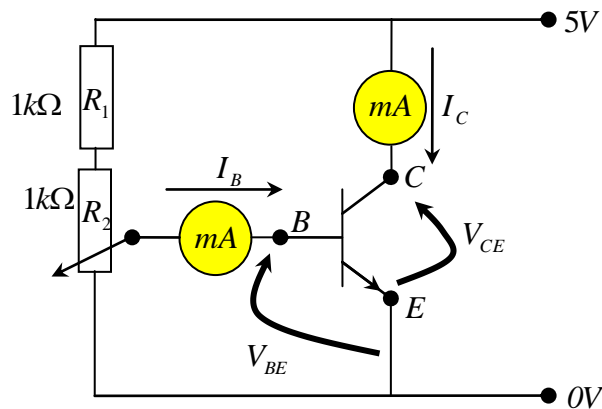 5V
1kΩ R₁
mA I_C
I_B
C
1kΩ R₂
mA
B
V_CE
E
V_BE
0V